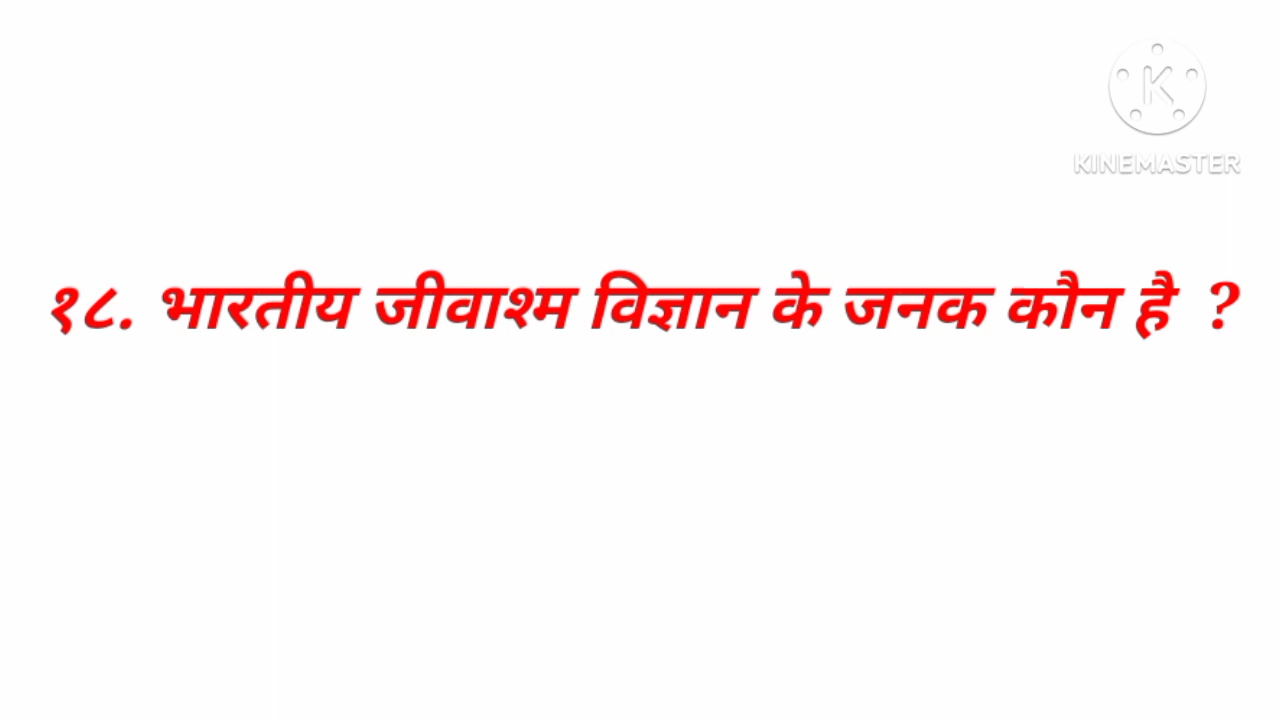 KINEMASTER
१८. भारतीय जीवाश्म विज्ञान के जनक कौन है ?